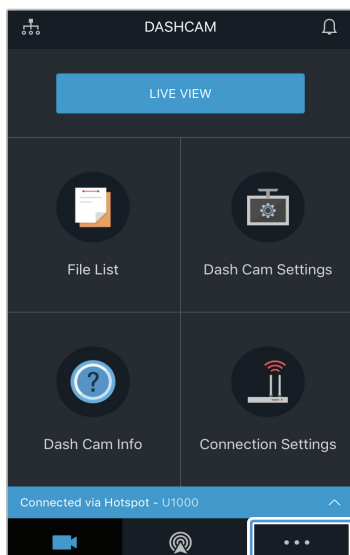 DASHCAM
LIVE VIEW
File List
Dash Cam Settings
Dash Cam Info
Connection Settings
Connected via Hotspot - U1000